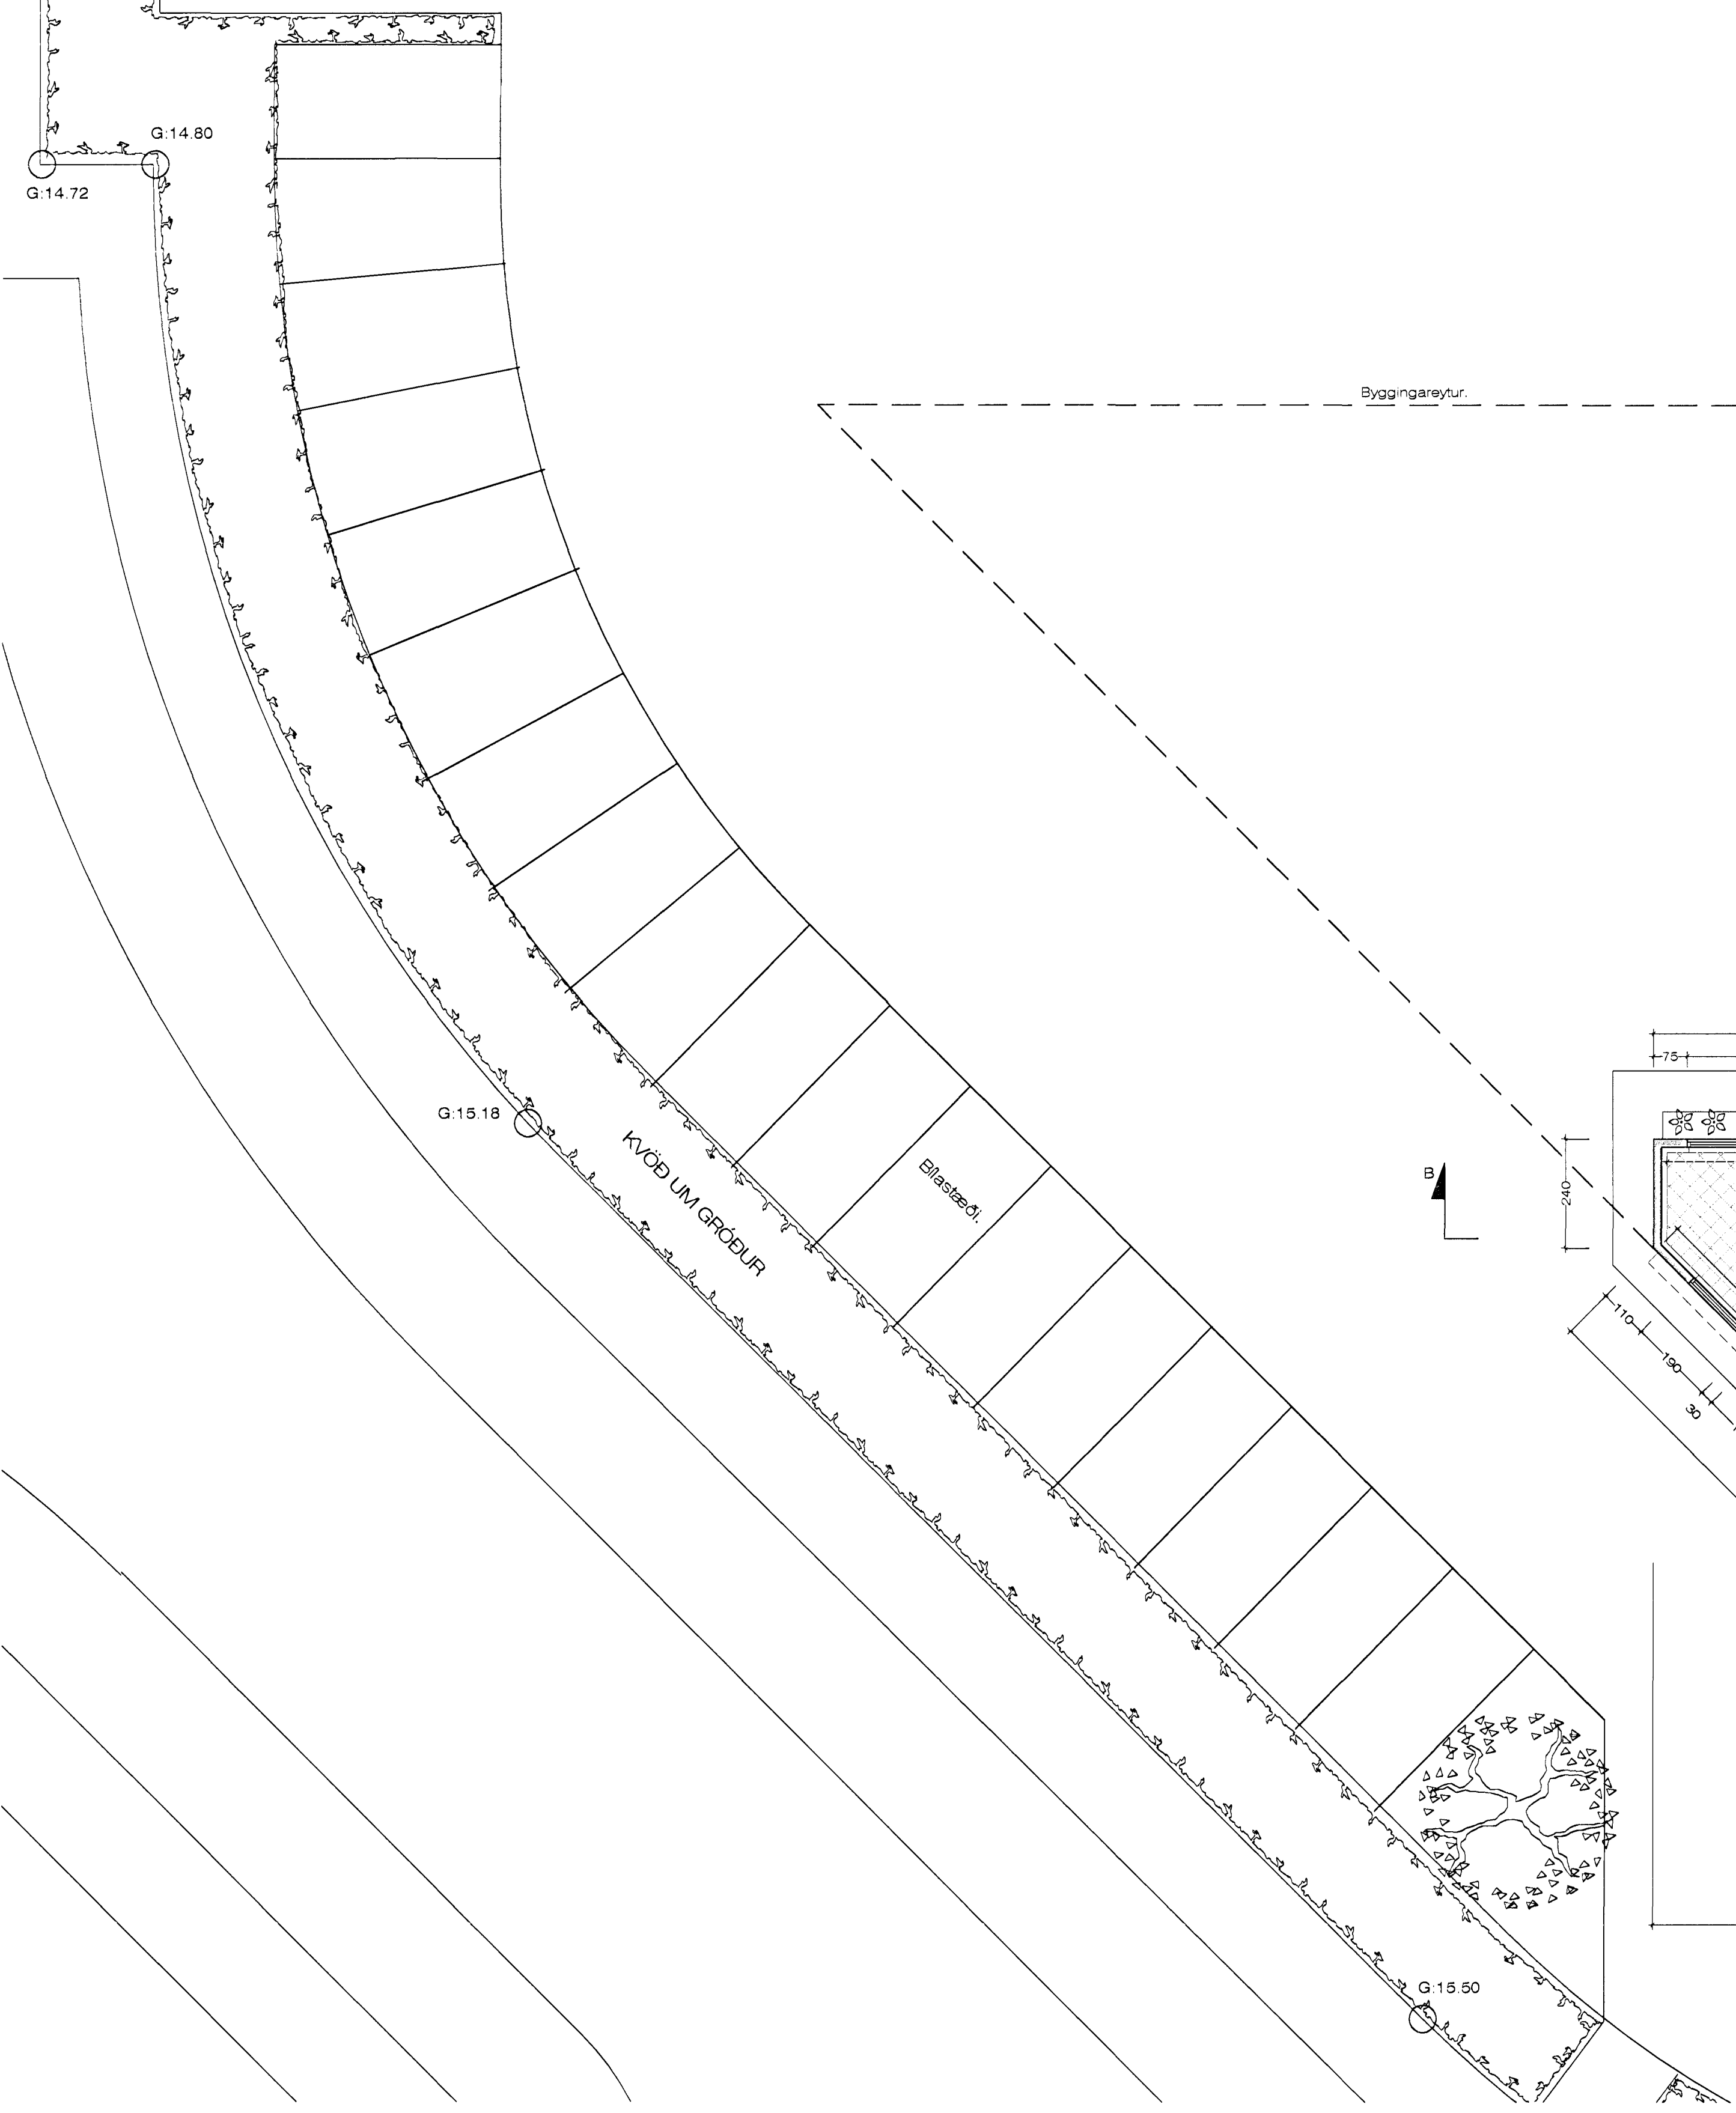 G:14.80
G:14.72
Byggingareytur.
75
G:15.18
KVÖÐ UM GRÓÐUR
Bílastæði.
B
240
110
190
30
G:15.50